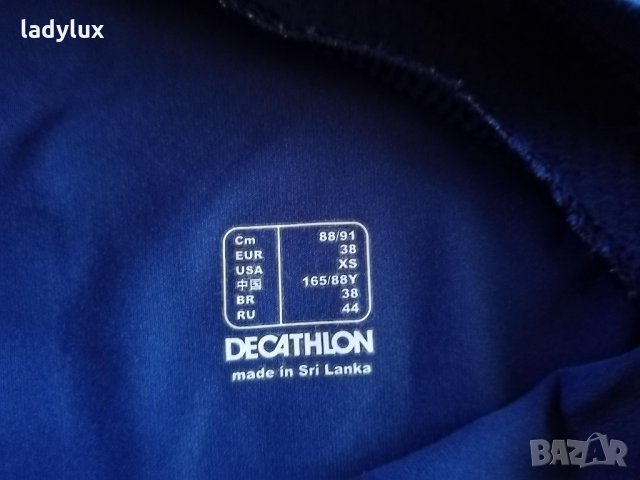 ladylux
Cm 88/91
EUR 38
USA XS
中国 165/88Y
BR 38
RU 44
DECATHLON
made in Sri Lanka
BAZAR